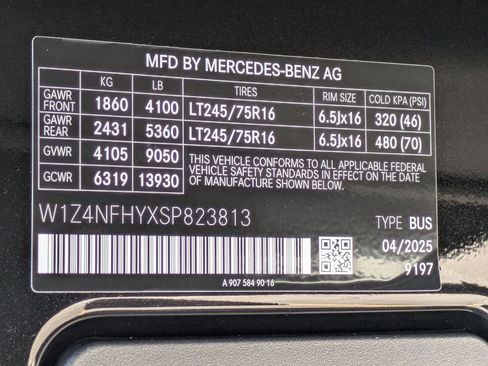 MFD BY MERCEDES-BENZ AG
KG LB TIRES RIM SIZE COLD KPA (PSI)
GAWR FRONT 1860 4100 LT245/75R16 6.5Jx16 320 (46)
GAWR REAR 2431 5360 LT245/75R16 6.5Jx16 480 (70)
GVWR 4105 9050 THIS VEHICLE CONFORMS TO ALL APPLICABLE FEDERAL
GCWR 6319 13930 VEHICLE SAFETY STANDARDS IN EFFECT ON THE
DATE OF MANUFACTURE SHOWN ABOVE.
W1Z4NFHYXSP823813 TYPE BUS
04/2025
9197
A 907 584 90 16